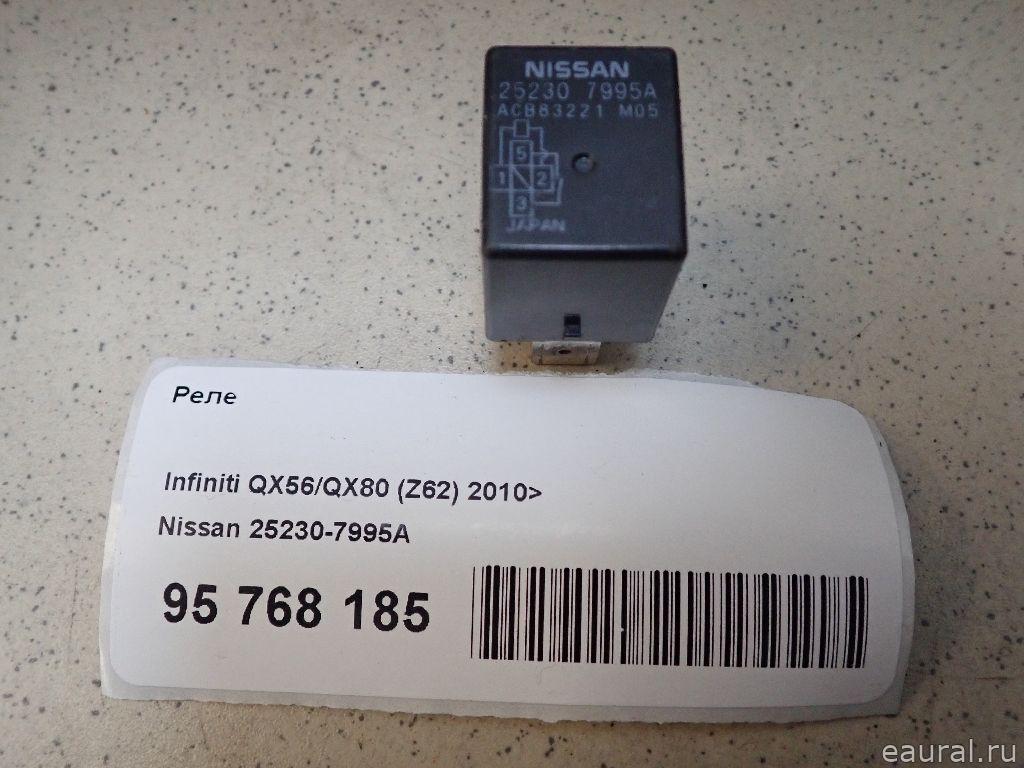 NISSAN
25230 7995A
ACB83221 M05
5
1 2
3
JAPAN
Реле
Infiniti QX56/QX80 (Z62) 2010>
Nissan 25230-7995A
95 768 185
eaural.ru